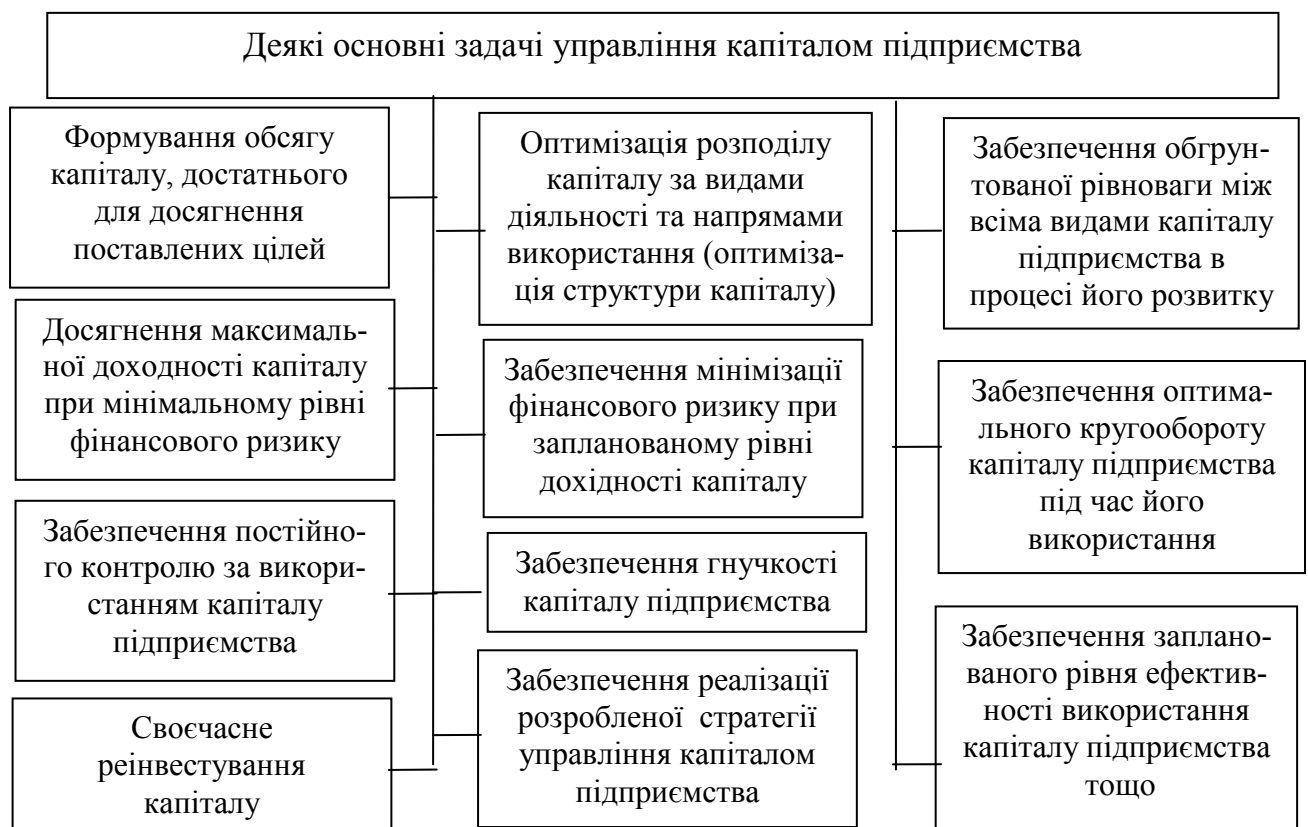 Деякі основні задачі управління капіталом підприємства
Формування обсягу
капіталу, достатнього
для досягнення
поставлених цілей
Досягнення максималь-
ної доходності капіталу
при мінімальному рівні
фінансового ризику
Забезпечення постійно-
го контролю за викори-
станням капіталу
підприємства
Своєчасне
реінвестування
капіталу
Оптимізація розподілу
капіталу за видами
діяльності та напрямами
використання (оптиміза-
ція структури капіталу)
Забезпечення мінімізації
фінансового ризику при
запланованому рівні
дохідності капіталу
Забезпечення гнучкості
капіталу підприємства
Забезпечення реалізації
розробленої стратегії
управління капіталом
підприємства
Забезпечення обгрун-
тованої рівноваги між
всіма видами капіталу
підприємства в
процесі його розвитку
Забезпечення оптима-
льного кругообороту
капіталу підприємства
під час його
використання
Забезпечення заплано-
ваного рівня ефектив-
ності використання
капіталу підприємства
тощо